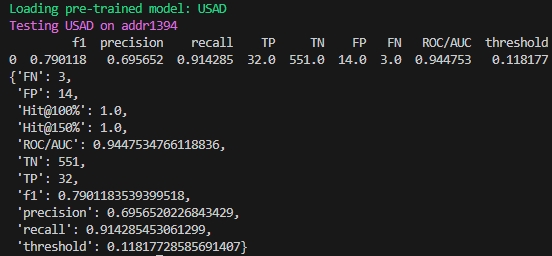 Loading pre-trained model: USAD
Testing USAD on addr1394
f1 precision recall TP TN FP FN ROC/AUC threshold
0 0.790118 0.695652 0.914285 32.0 551.0 14.0 3.0 0.944753 0.118177
{'FN': 3,
'FP': 14,
'Hit@100%': 1.0,
'Hit@150%': 1.0,
'ROC/AUC': 0.9447534766118836,
'TN': 551,
'TP': 32,
'f1': 0.7901183539399518,
'precision': 0.6956520226843429,
'recall': 0.914285453061299,
'threshold': 0.11817728585691407}